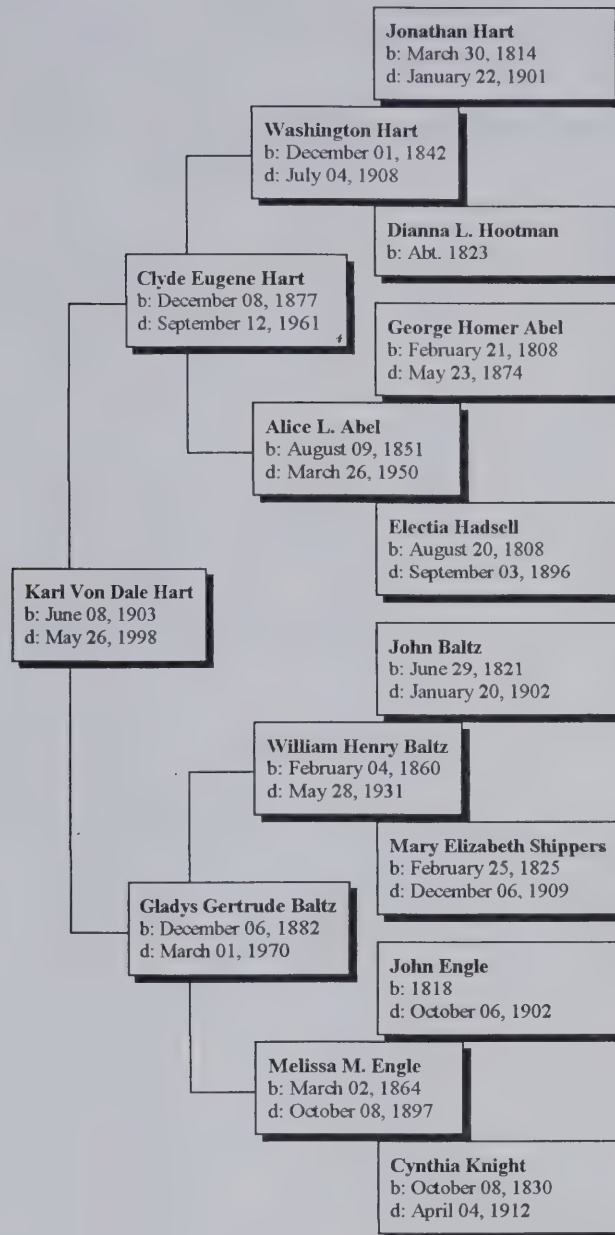 Jonathan Hart
b: March 30, 1814
d: January 22, 1901
Washington Hart
b: December 01, 1842
d: July 04, 1908
Dianna L. Hootman
b: Abt. 1823
Clyde Eugene Hart
b: December 08, 1877
d: September 12, 1961
George Homer Abel
b: February 21, 1808
d: May 23, 1874
Alice L. Abel
b: August 09, 1851
d: March 26, 1950
Electia Hadsell
b: August 20, 1808
d: September 03, 1896
Karl Von Dale Hart
b: June 08, 1903
d: May 26, 1998
John Baltz
b: June 29, 1821
d: January 20, 1902
William Henry Baltz
b: February 04, 1860
d: May 28, 1931
Mary Elizabeth Shippers
b: February 25, 1825
d: December 06, 1909
Gladys Gertrude Baltz
b: December 06, 1882
d: March 01, 1970
John Engle
b: 1818
d: October 06, 1902
Melissa M. Engle
b: March 02, 1864
d: October 08, 1897
Cynthia Knight
b: October 08, 1830
d: April 04, 1912